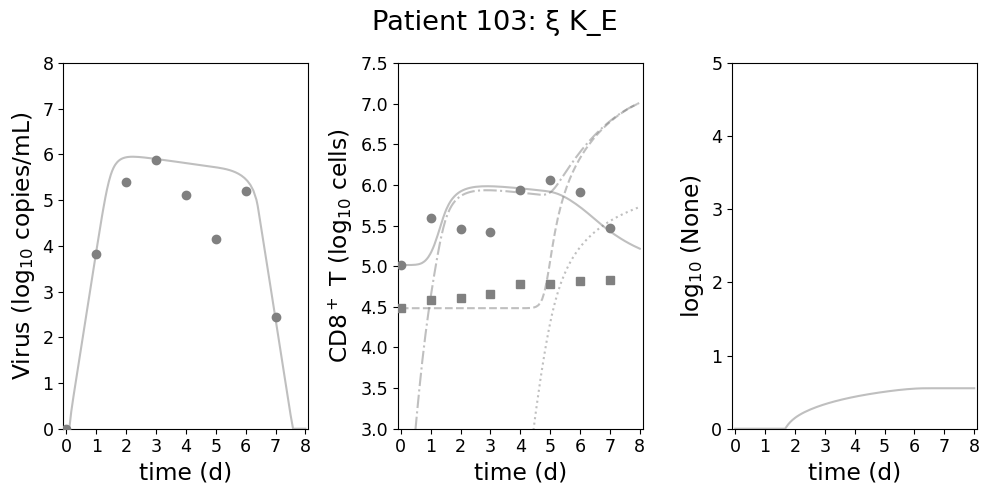 Patient 103: ξ K_E
Virus (log10 copies/mL)
8
7
6
5
4
3
2
1
0
0 1 2 3 4 5 6 7 8
time (d)
CD8+ T (log10 cells)
7.5
7.0
6.5
6.0
5.5
5.0
4.5
4.0
3.5
3.0
0 1 2 3 4 5 6 7 8
time (d)
log10 (None)
5
4
3
2
1
0
0 1 2 3 4 5 6 7 8
time (d)